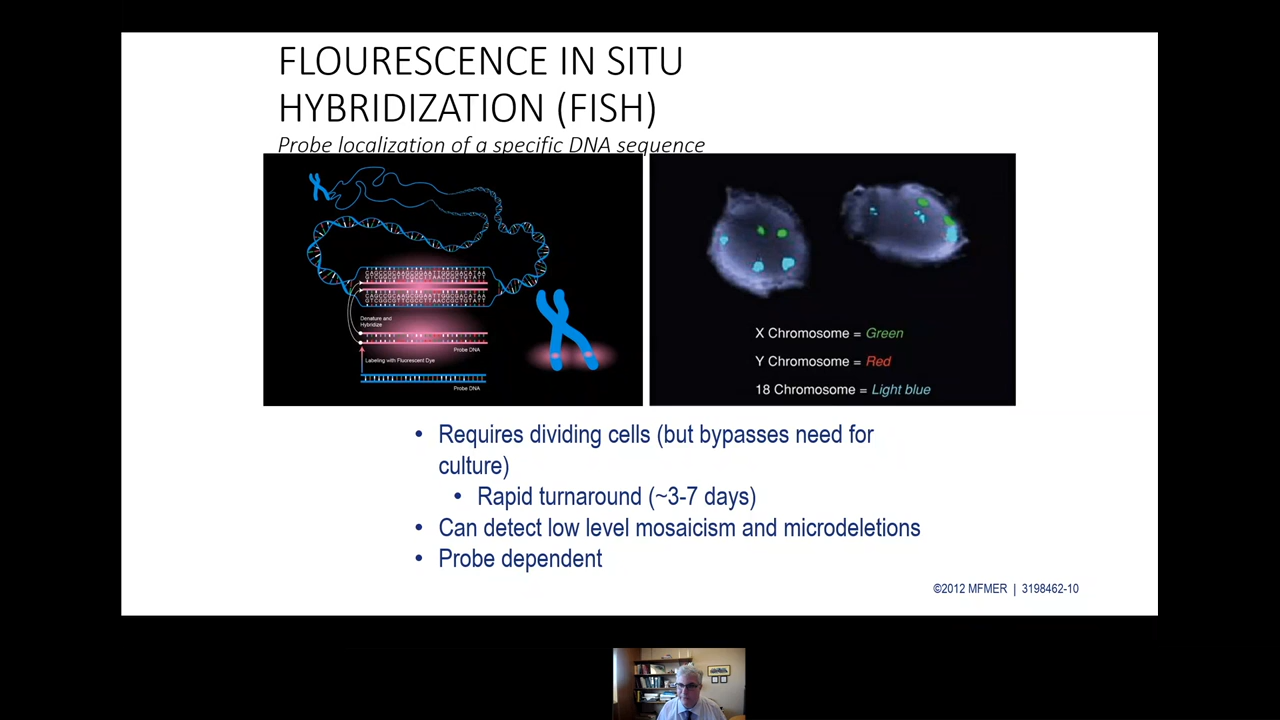 FLOURESCENCE IN SITU
HYBRIDIZATION (FISH)
Probe localization of a specific DNA sequence
Denature and
Hybridize
Probe DNA
Labeling with Fluorescent Dye
Probe DNA
X Chromosome = Green
Y Chromosome = Red
18 Chromosome = Light blue
• Requires dividing cells (but bypasses need for
culture)
• Rapid turnaround (~3-7 days)
• Can detect low level mosaicism and microdeletions
• Probe dependent
©2012 MFMER | 3198462-10